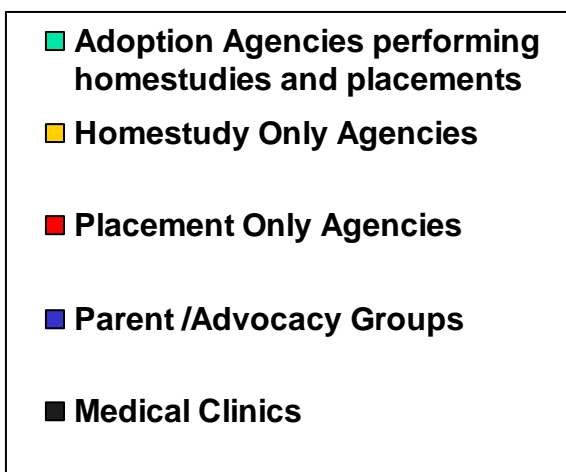 Adoption Agencies performing
homestudies and placements
Homestudy Only Agencies
Placement Only Agencies
Parent /Advocacy Groups
Medical Clinics